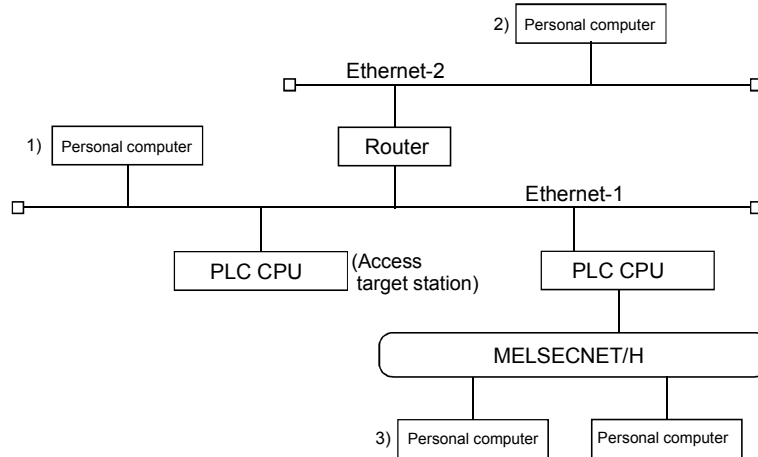 2) Personal computer
Ethernet-2
1) Personal computer
Router
Ethernet-1
PLC CPU
(Access
target station)
PLC CPU
MELSECNET/H
3) Personal computer
Personal computer